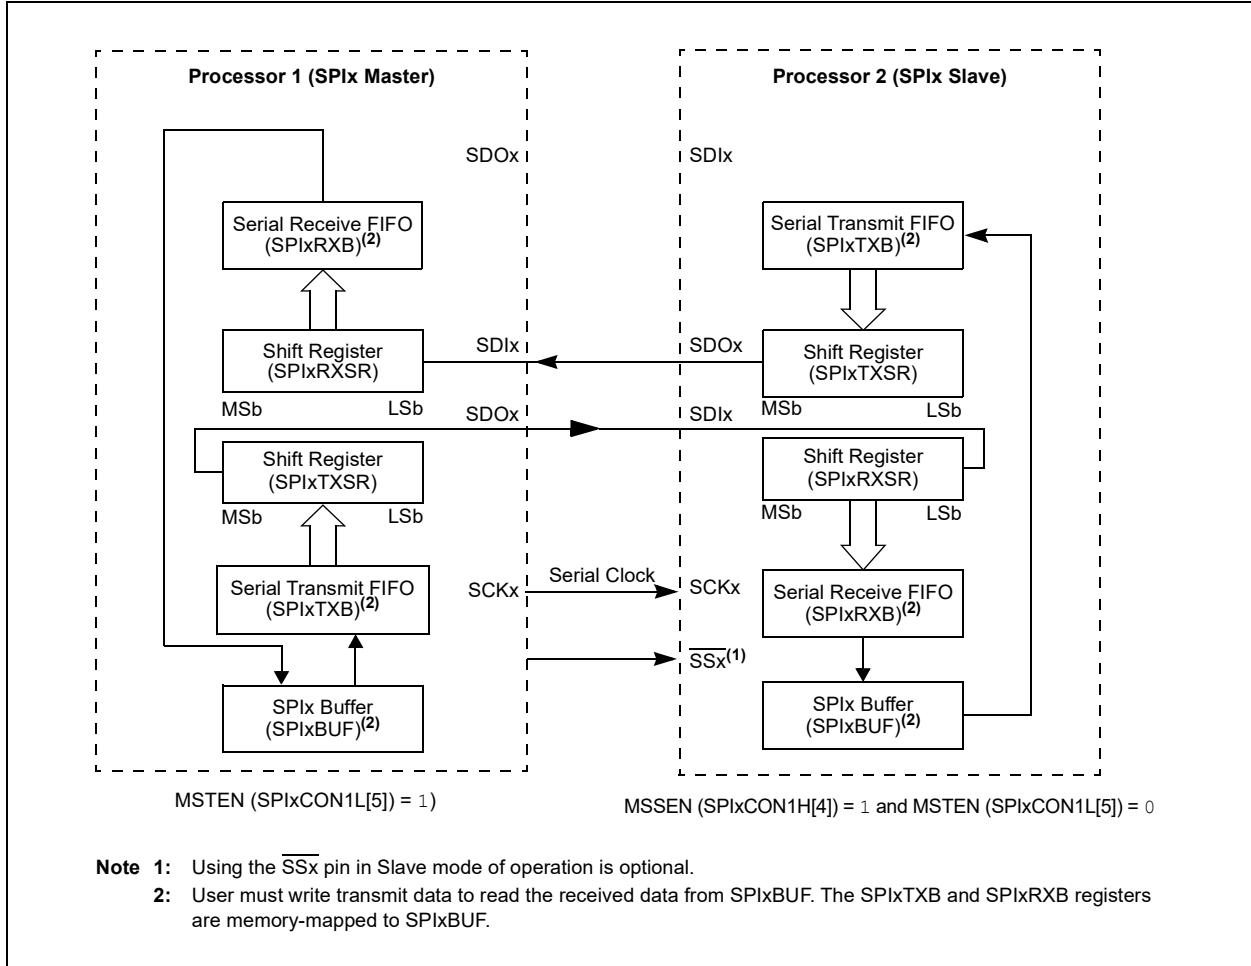 Processor 1 (SPIx Master)
Processor 2 (SPIx Slave)
SDOx
SDIx
Serial Receive FIFO
(SPIxRXB)(2)
Serial Transmit FIFO
(SPIxTXB)(2)
Shift Register
(SPIxRXSR)
SDIx
SDOx
Shift Register
(SPIxTXSR)
MSb
LSb
SDOx
SDIx
MSb
LSb
Shift Register
(SPIxTXSR)
Shift Register
(SPIxRXSR)
MSb
LSb
MSb
LSb
Serial Transmit FIFO
(SPIxTXB)(2)
SCKx
Serial Clock
SCKx
Serial Receive FIFO
(SPIxRXB)(2)
SSx(1)
SPIx Buffer
(SPIxBUF)(2)
SPIx Buffer
(SPIxBUF)(2)
MSTEN (SPIxCON1L[5]) = 1)
MSSEN (SPIxCON1H[4]) = 1 and MSTEN (SPIxCON1L[5]) = 0
Note 1: Using the SSx pin in Slave mode of operation is optional.
2: User must write transmit data to read the received data from SPIxBUF. The SPIxTXB and SPIxRXB registers
are memory-mapped to SPIxBUF.